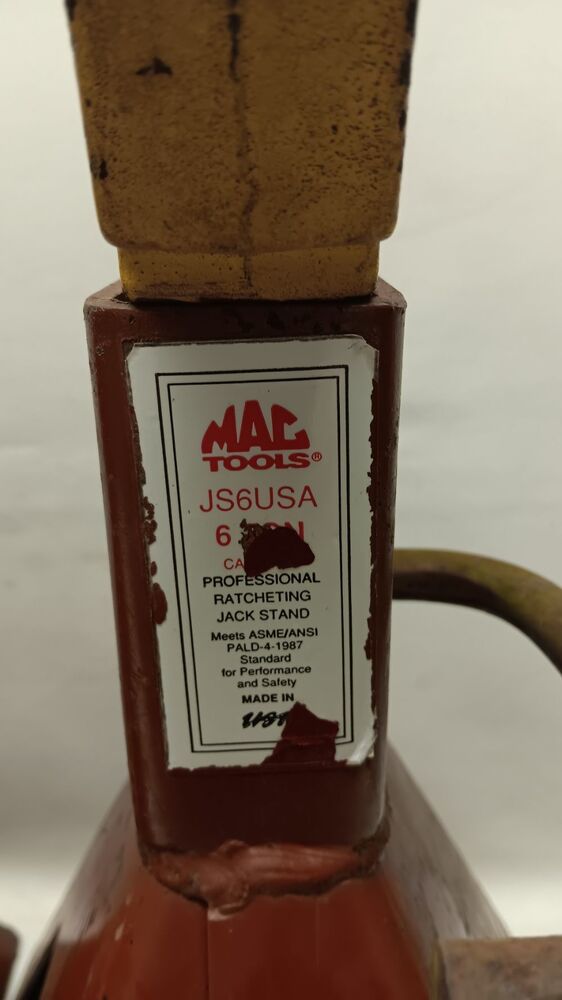 MAC
TOOLS®
JS6USA
6
PROFESSIONAL
RATCHETING
JACK STAND
Meets ASME/ANSI
PALD-4-1987
Standard
for Performance
and Safety
MADE IN